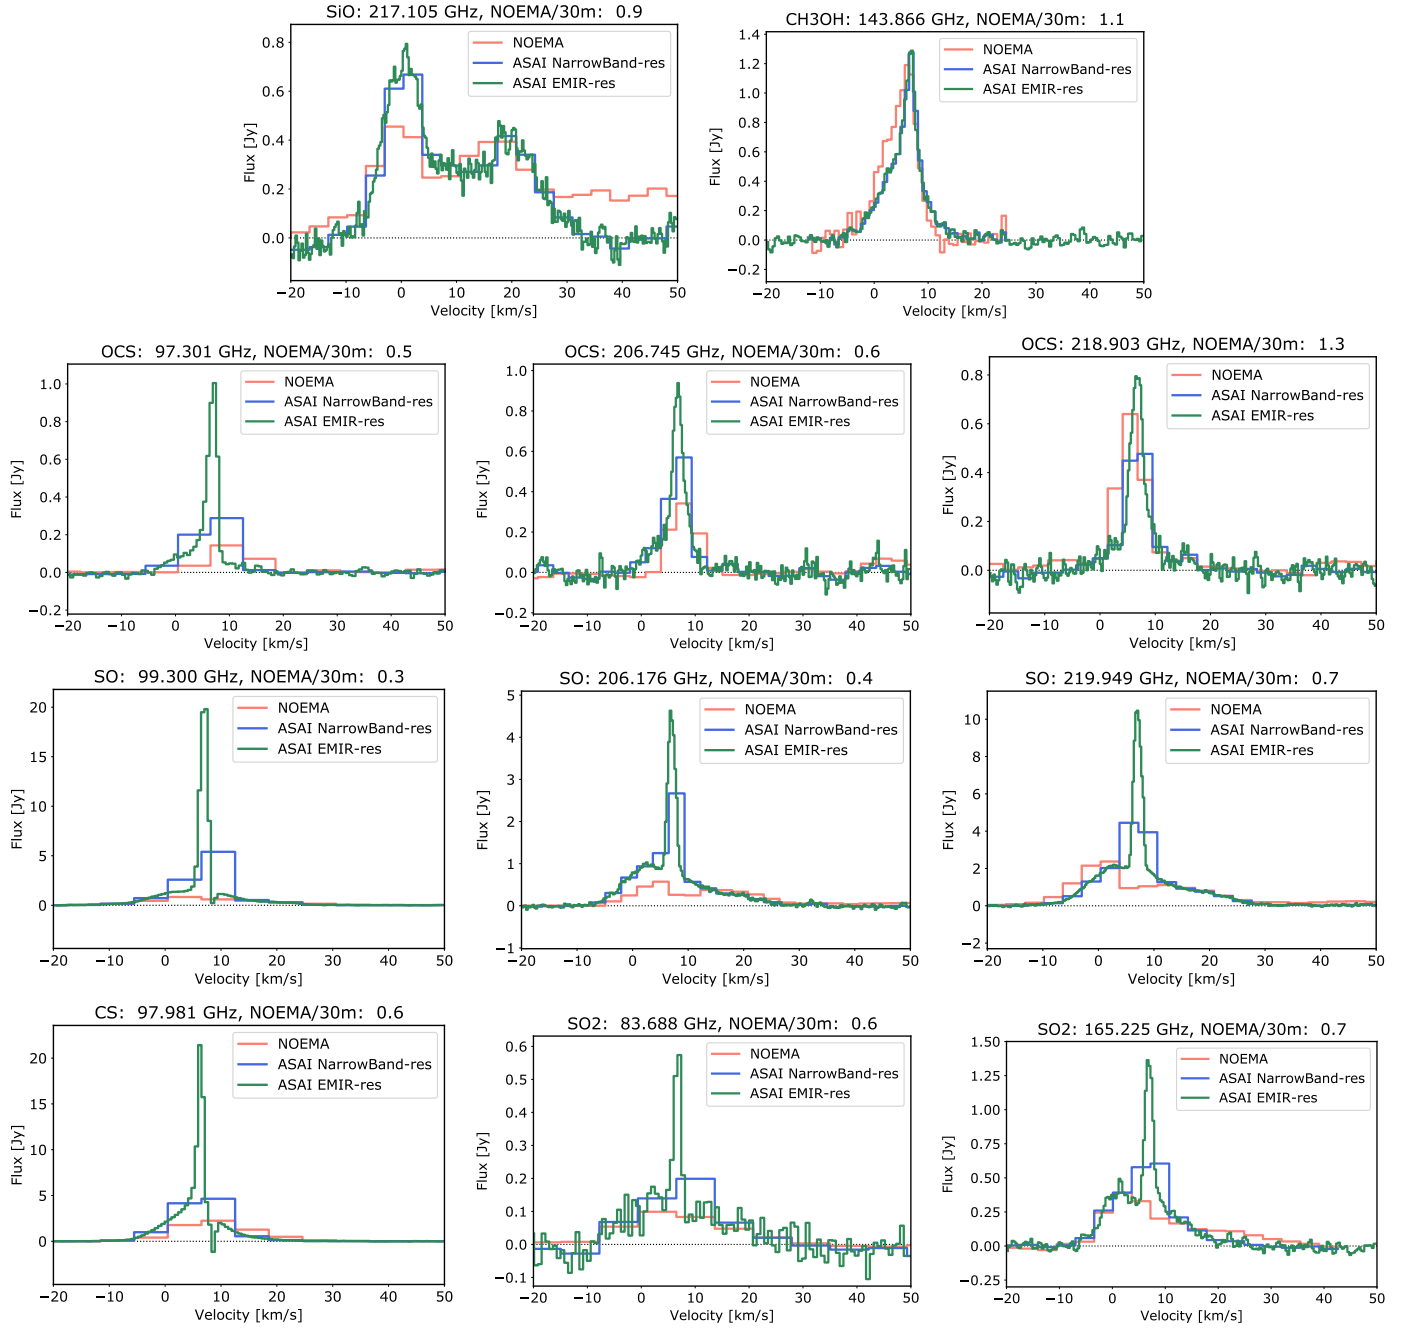 SiO: 217.105 GHz, NOEMA/30m: 0.9
NOEMA
ASAI NarrowBand-res
ASAI EMIR-res
Flux [Jy]
0.8
0.6
0.4
0.2
0.0
−20 −10 0 10 20 30 40 50
Velocity [km/s]
CH3OH: 143.866 GHz, NOEMA/30m: 1.1
NOEMA
ASAI NarrowBand-res
ASAI EMIR-res
Flux [Jy]
1.4
1.2
1.0
0.8
0.6
0.4
0.2
0.0
−0.2
−20 −10 0 10 20 30 40 50
Velocity [km/s]
OCS: 97.301 GHz, NOEMA/30m: 0.5
NOEMA
ASAI NarrowBand-res
ASAI EMIR-res
Flux [Jy]
1.0
0.8
0.6
0.4
0.2
0.0
−0.2
−20 −10 0 10 20 30 40 50
Velocity [km/s]
OCS: 206.745 GHz, NOEMA/30m: 0.6
NOEMA
ASAI NarrowBand-res
ASAI EMIR-res
Flux [Jy]
1.0
0.8
0.6
0.4
0.2
0.0
−0.2
−20 −10 0 10 20 30 40 50
Velocity [km/s]
OCS: 218.903 GHz, NOEMA/30m: 1.3
NOEMA
ASAI NarrowBand-res
ASAI EMIR-res
Flux [Jy]
0.8
0.6
0.4
0.2
0.0
−20 −10 0 10 20 30 40 50
Velocity [km/s]
SO: 99.300 GHz, NOEMA/30m: 0.3
NOEMA
ASAI NarrowBand-res
ASAI EMIR-res
Flux [Jy]
20
15
10
5
0
−20 −10 0 10 20 30 40 50
Velocity [km/s]
SO: 206.176 GHz, NOEMA/30m: 0.4
NOEMA
ASAI NarrowBand-res
ASAI EMIR-res
Flux [Jy]
5
4
3
2
1
0
−1
−20 −10 0 10 20 30 40 50
Velocity [km/s]
SO: 219.949 GHz, NOEMA/30m: 0.7
NOEMA
ASAI NarrowBand-res
ASAI EMIR-res
Flux [Jy]
10
8
6
4
2
0
−2
−20 −10 0 10 20 30 40 50
Velocity [km/s]
CS: 97.981 GHz, NOEMA/30m: 0.6
NOEMA
ASAI NarrowBand-res
ASAI EMIR-res
Flux [Jy]
20
15
10
5
0
−20 −10 0 10 20 30 40 50
Velocity [km/s]
SO2: 83.688 GHz, NOEMA/30m: 0.6
NOEMA
ASAI NarrowBand-res
ASAI EMIR-res
Flux [Jy]
0.6
0.5
0.4
0.3
0.2
0.1
0.0
−0.1
−20 −10 0 10 20 30 40 50
Velocity [km/s]
SO2: 165.225 GHz, NOEMA/30m: 0.7
NOEMA
ASAI NarrowBand-res
ASAI EMIR-res
Flux [Jy]
1.50
1.25
1.00
0.75
0.50
0.25
0.00
−0.25
−20 −10 0 10 20 30 40 50
Velocity [km/s]